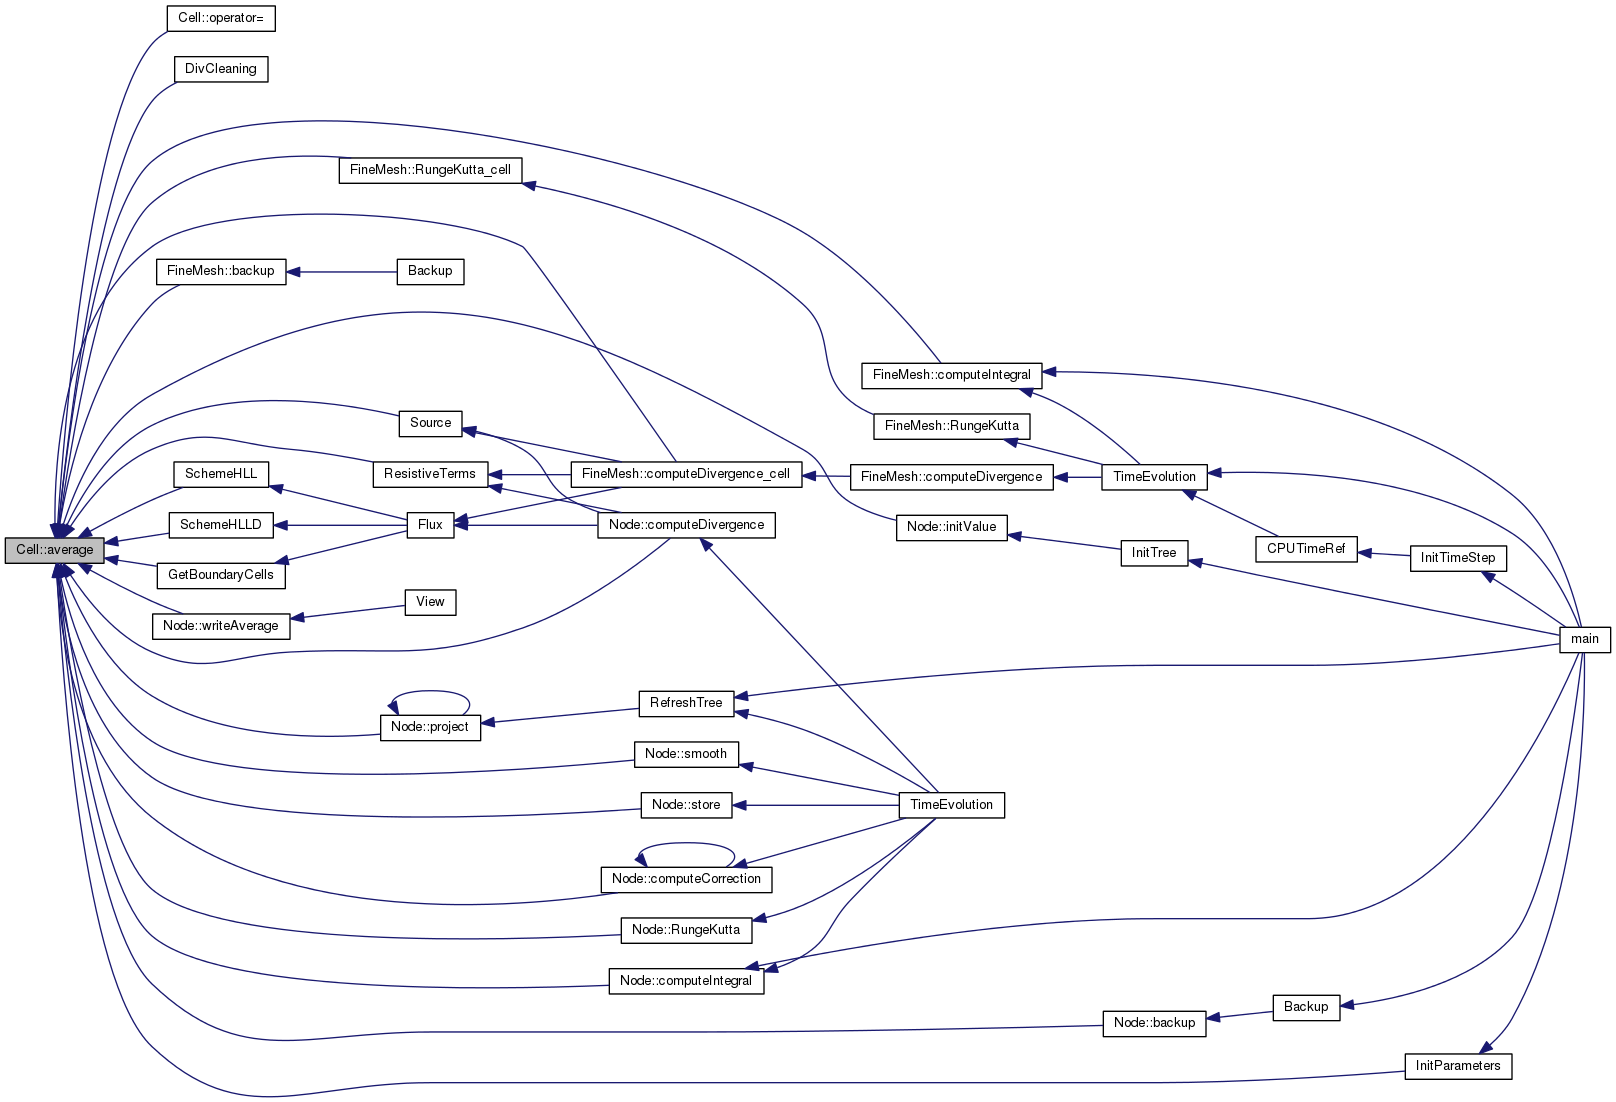 Cell::operator=
DivCleaning
FineMesh::RungeKutta_cell
FineMesh::backup
Backup
FineMesh::computeIntegral
Source
FineMesh::RungeKutta
SchemeHLL
ResistiveTerms
FineMesh::computeDivergence_cell
FineMesh::computeDivergence
TimeEvolution
SchemeHLLD
Flux
Node::computeDivergence
Node::initValue
Cell::average
InitTree
CPUTimeRef
InitTimeStep
GetBoundaryCells
View
Node::writeAverage
main
RefreshTree
Node::project
Node::smooth
Node::store
TimeEvolution
Node::computeCorrection
Node::RungeKutta
Node::computeIntegral
Backup
Node::backup
InitParameters